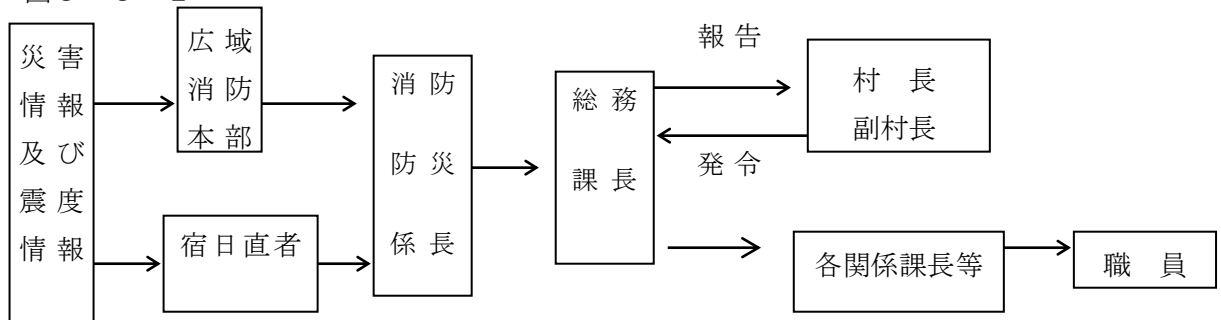 災害
情報
及び
震度
情報
広域
消防
本部
宿日直者
消防
防災
係長
総務
課長
報告
発令
村　長
副村長
各関係課長等
職　員